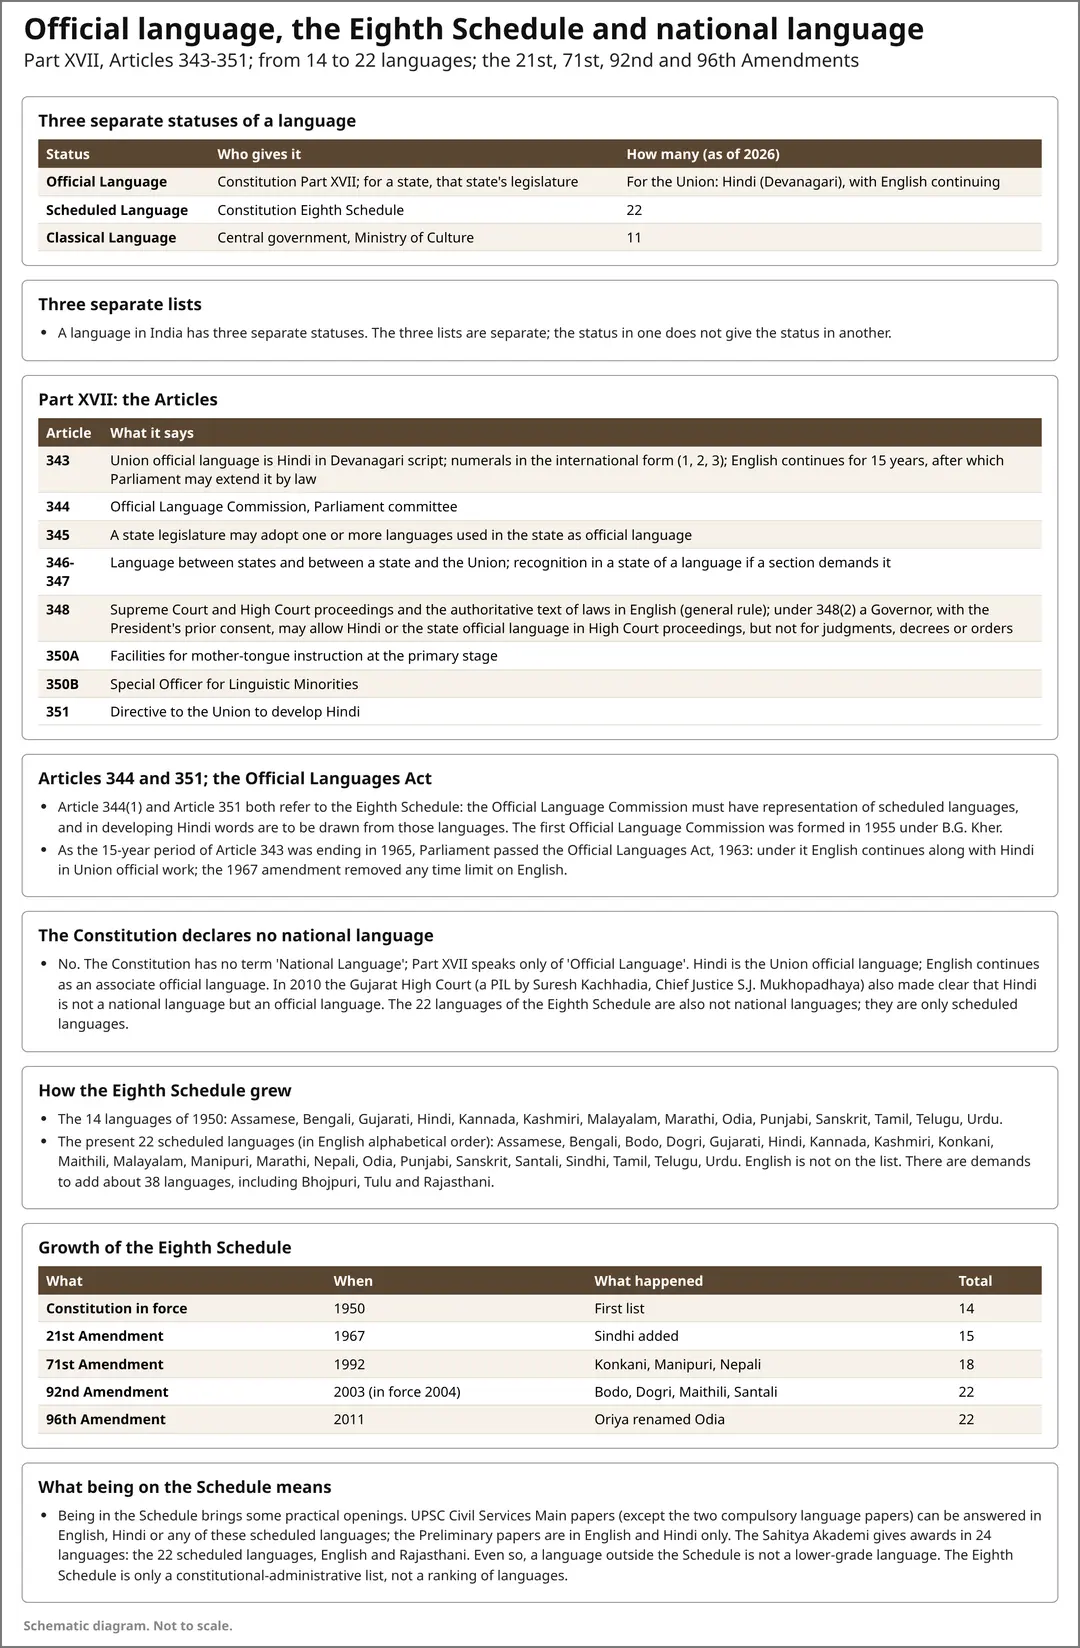 Official language, the Eighth Schedule and national language
Part XVII, Articles 343-351; from 14 to 22 languages; the 21st, 71st, 92nd and 96th Amendments
Three separate statuses of a language
Status Who gives it How many (as of 2026)
Official Language Constitution Part XVII; for a state, that state's legislature For the Union: Hindi (Devanagari), with English continuing
Scheduled Language Constitution Eighth Schedule 22
Classical Language Central government, Ministry of Culture 11
Three separate lists
• A language in India has three separate statuses. The three lists are separate; the status in one does not give the status in another.
Part XVII: the Articles
Article What it says
343 Union official language is Hindi in Devanagari script; numerals in the international form (1, 2, 3); English continues for 15 years, after which
Parliament may extend it by law
344 Official Language Commission, Parliament committee
345 A state legislature may adopt one or more languages used in the state as official language
346- Language between states and between a state and the Union; recognition in a state of a language if a section demands it
347
348 Supreme Court and High Court proceedings and the authoritative text of laws in English (general rule); under 348(2) a Governor, with the
President's prior consent, may allow Hindi or the state official language in High Court proceedings, but not for judgments, decrees or orders
350A Facilities for mother-tongue instruction at the primary stage
350B Special Officer for Linguistic Minorities
351 Directive to the Union to develop Hindi
Articles 344 and 351; the Official Languages Act
• Article 344(1) and Article 351 both refer to the Eighth Schedule: the Official Language Commission must have representation of scheduled languages,
and in developing Hindi words are to be drawn from those languages. The first Official Language Commission was formed in 1955 under B.G. Kher.
• As the 15-year period of Article 343 was ending in 1965, Parliament passed the Official Languages Act, 1963: under it English continues along with Hindi
in Union official work; the 1967 amendment removed any time limit on English.
The Constitution declares no national language
• No. The Constitution has no term 'National Language'; Part XVII speaks only of 'Official Language'. Hindi is the Union official language; English continues
as an associate official language. In 2010 the Gujarat High Court (a PIL by Suresh Kachhadia, Chief Justice S.J. Mukhopadhaya) also made clear that Hindi
is not a national language but an official language. The 22 languages of the Eighth Schedule are also not national languages; they are only scheduled
languages.
How the Eighth Schedule grew
• The 14 languages of 1950: Assamese, Bengali, Gujarati, Hindi, Kannada, Kashmiri, Malayalam, Marathi, Odia, Punjabi, Sanskrit, Tamil, Telugu, Urdu.
• The present 22 scheduled languages (in English alphabetical order): Assamese, Bengali, Bodo, Dogri, Gujarati, Hindi, Kannada, Kashmiri, Konkani,
Maithili, Malayalam, Manipuri, Marathi, Nepali, Odia, Punjabi, Sanskrit, Santali, Sindhi, Tamil, Telugu, Urdu. English is not on the list. There are demands
to add about 38 languages, including Bhojpuri, Tulu and Rajasthani.
Growth of the Eighth Schedule
What When What happened Total
Constitution in force 1950 First list 14
21st Amendment 1967 Sindhi added 15
71st Amendment 1992 Konkani, Manipuri, Nepali 18
92nd Amendment 2003 (in force 2004) Bodo, Dogri, Maithili, Santali 22
96th Amendment 2011 Oriya renamed Odia 22
What being on the Schedule means
• Being in the Schedule brings some practical openings. UPSC Civil Services Main papers (except the two compulsory language papers) can be answered in
English, Hindi or any of these scheduled languages; the Preliminary papers are in English and Hindi only. The Sahitya Akademi gives awards in 24
languages: the 22 scheduled languages, English and Rajasthani. Even so, a language outside the Schedule is not a lower-grade language. The Eighth
Schedule is only a constitutional-administrative list, not a ranking of languages.
Schematic diagram. Not to scale.